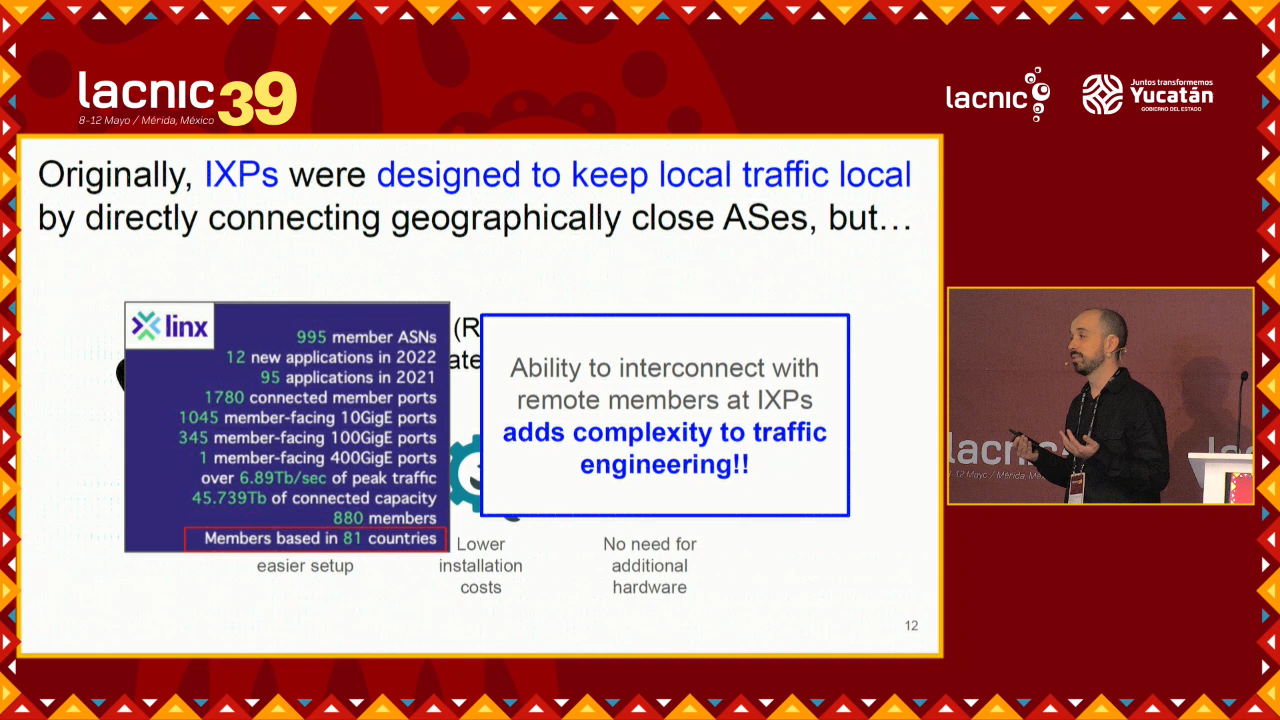 lacnic 39
8-12 Mayo / Mérida, México
lacnic
Juntos transformemos
Yucatán
GOBIERNO DEL ESTADO
Originally, IXPs were designed to keep local traffic local
by directly connecting geographically close ASes, but…
linx
995 member ASNs
12 new applications in 2022
95 applications in 2021
1780 connected member ports
1045 member-facing 10GigE ports
345 member-facing 100GigE ports
1 member-facing 400GigE ports
over 6.89Tb/sec of peak traffic
45.739Tb of connected capacity
880 members
Members based in 81 countries
(R
Ability to interconnect with
remote members at IXPs
adds complexity to traffic
engineering!!
easier setup
Lower
installation
costs
No need for
additional
hardware
12
lacnic
lacn